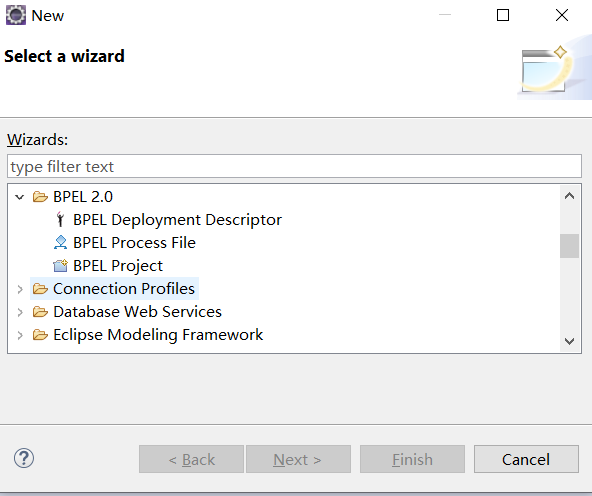 New
Select a wizard
Wizards:
type filter text
BPEL 2.0
BPEL Deployment Descriptor
BPEL Process File
BPEL Project
Connection Profiles
Database Web Services
Eclipse Modeling Framework
< Back Next > Finish Cancel